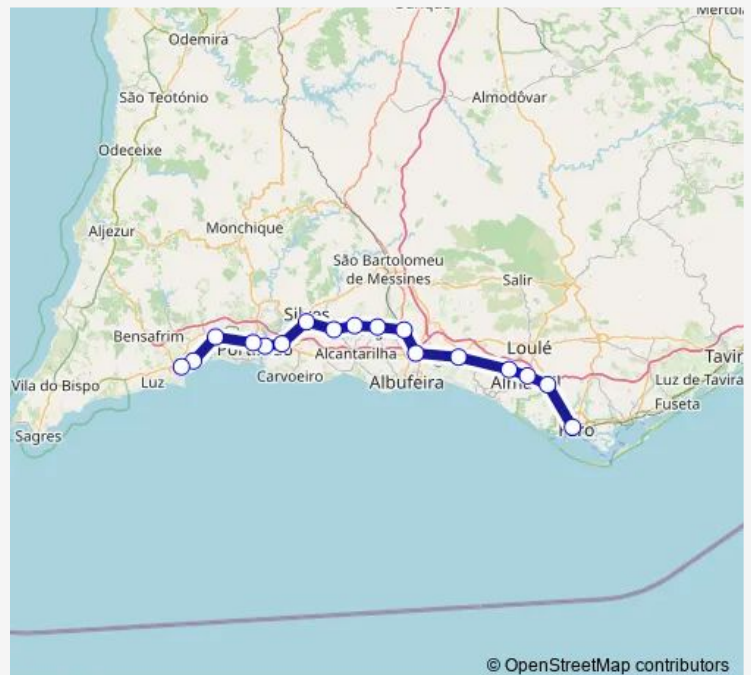 Odemira
São Teotónio
Almodôvar
Odeceixe
Aljezur
Monchique
São Bartolomeu
de Messines
Salir
Bensafrim
Silves
Alcantarilha
Loulé
Tavir
Vila do Bispo
Luz
Carvoeiro
Albufeira
Luz de Tavira
Fuseta
Sagres
Faro
© OpenStreetMap contributors